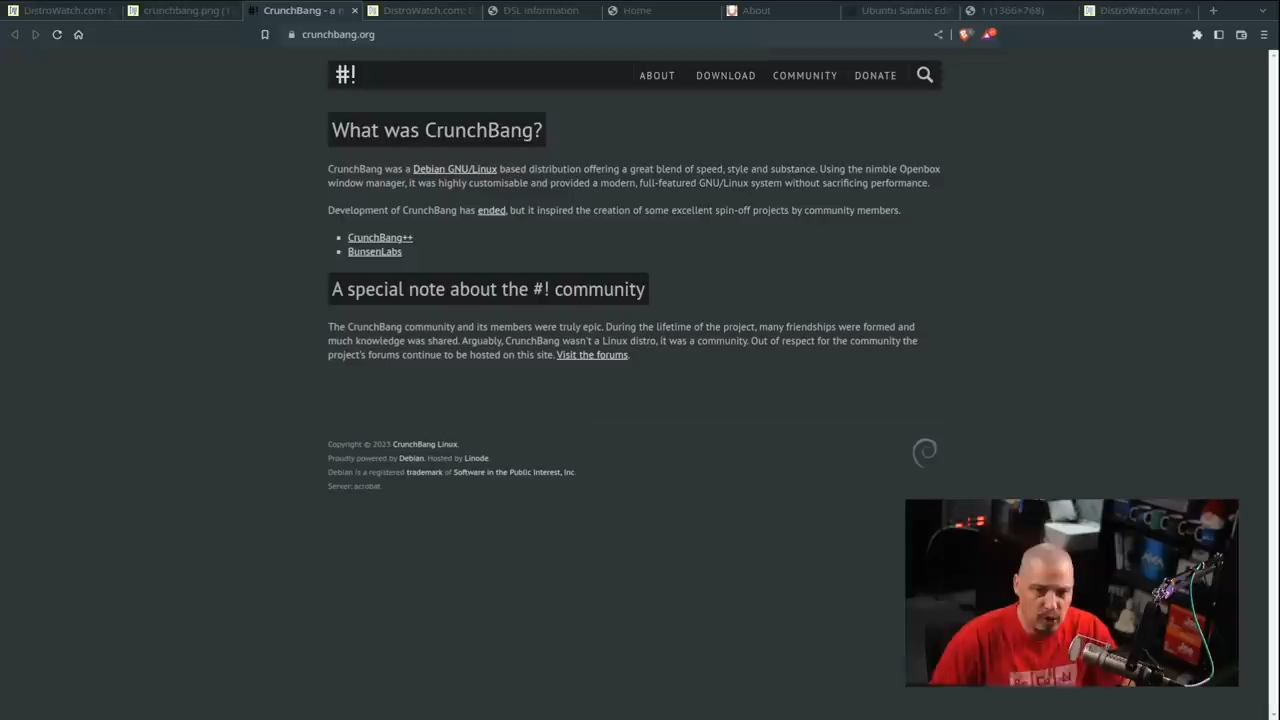 DistroWatch.com:
crunchbang.png (1
CrunchBang - a n
DistroWatch.com: D
DSL information
Home
About
Ubuntu Satanic Edi
1 (1366×768)
DistroWatch.com:
crunchbang.org
#!
ABOUT
DOWNLOAD
COMMUNITY
DONATE
What was CrunchBang?
CrunchBang was a Debian GNU/Linux based distribution offering a great blend of speed, style and substance. Using the nimble Openbox
window manager, it was highly customisable and provided a modern, full-featured GNU/Linux system without sacrificing performance.
Development of CrunchBang has ended, but it inspired the creation of some excellent spin-off projects by community members.
CrunchBang++
BunsenLabs
A special note about the #! community
The CrunchBang community and its members were truly epic. During the lifetime of the project, many friendships were formed and
much knowledge was shared. Arguably, CrunchBang wasn't a Linux distro, it was a community. Out of respect for the community the
project's forums continue to be hosted on this site. Visit the forums.
Copyright © 2023 CrunchBang Linux.
Proudly powered by Debian. Hosted by Linode.
Debian is a registered trademark of Software in the Public Interest, Inc.
Server: acrobat.